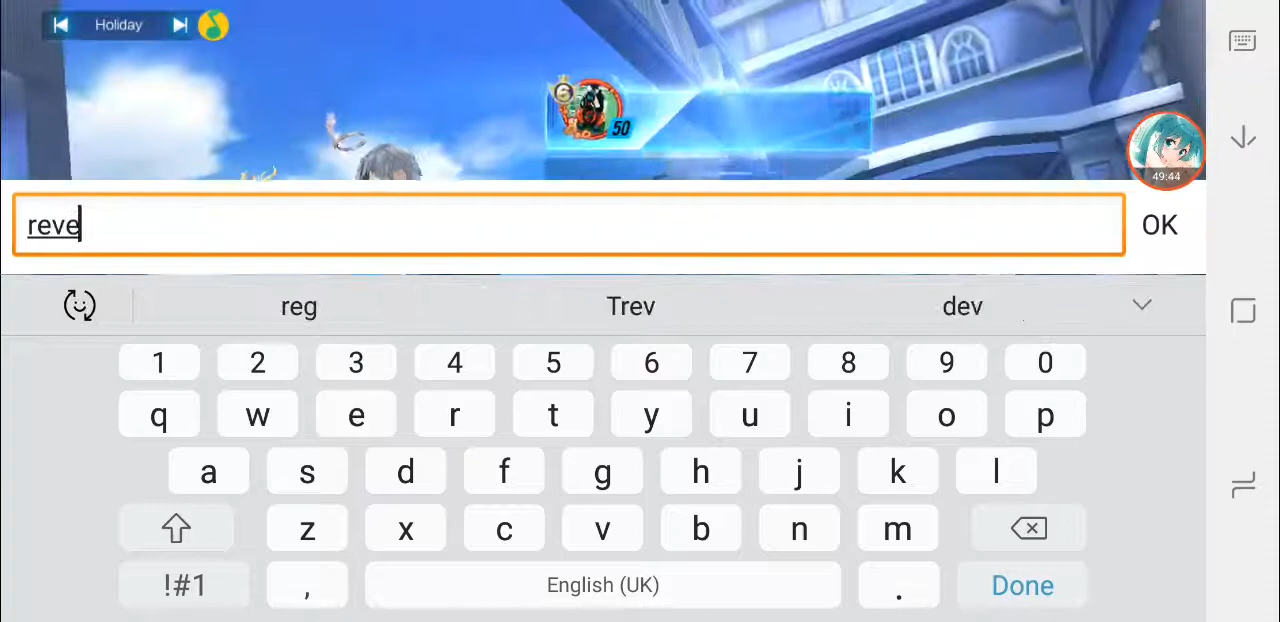 Holiday
50
49:44
reve
OK
reg Trev dev
1 2 3 4 5 6 7 8 9 0
q w e r t y u i o p
a s d f g h j k l
z x c v b n m
!#1 , English (UK) . Done